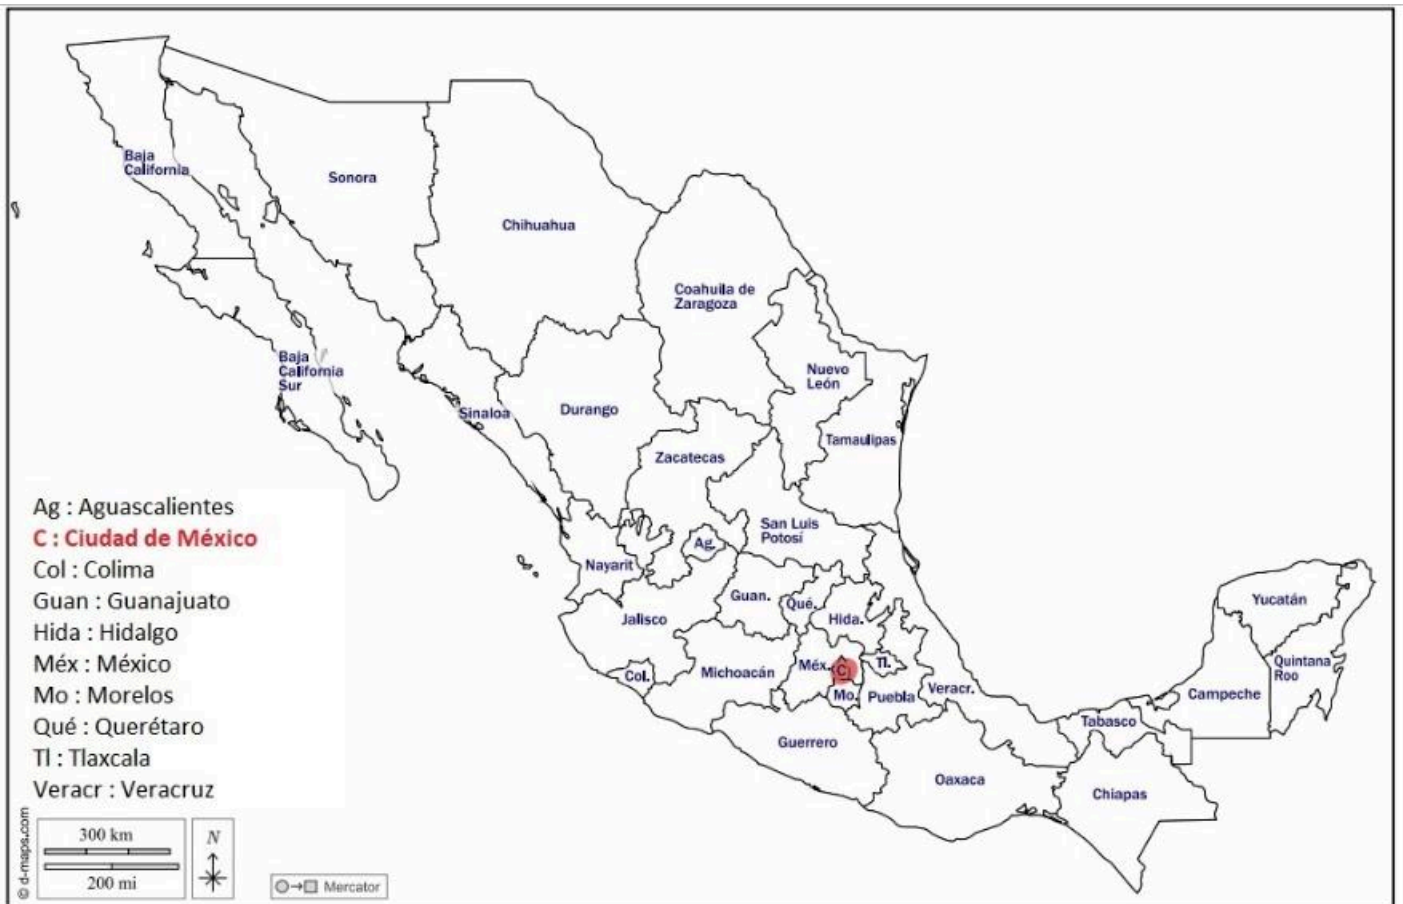 Baja
California
Sonora
Chihuahua
Coahuila de
Zaragoza
Baja
California
Sur
Nuevo
León
Sinaloa
Durango
Tamaulipas
Zacatecas
San Luis
Potosí
Ag.
Nayarit
Guan.
Qué.
Hida.
Jalisco
Yucatán
Col.
Michoacán
Méx.
C
Tl.
Mo.
Puebla
Veracr.
Quintana
Roo
Campeche
Tabasco
Guerrero
Oaxaca
Chiapas
Ag : Aguascalientes
C : Ciudad de México
Col : Colima
Guan : Guanajuato
Hida : Hidalgo
Méx : México
Mo : Morelos
Qué : Querétaro
Tl : Tlaxcala
Veracr : Veracruz
© d-maps.com
300 km
200 mi
N
Mercator